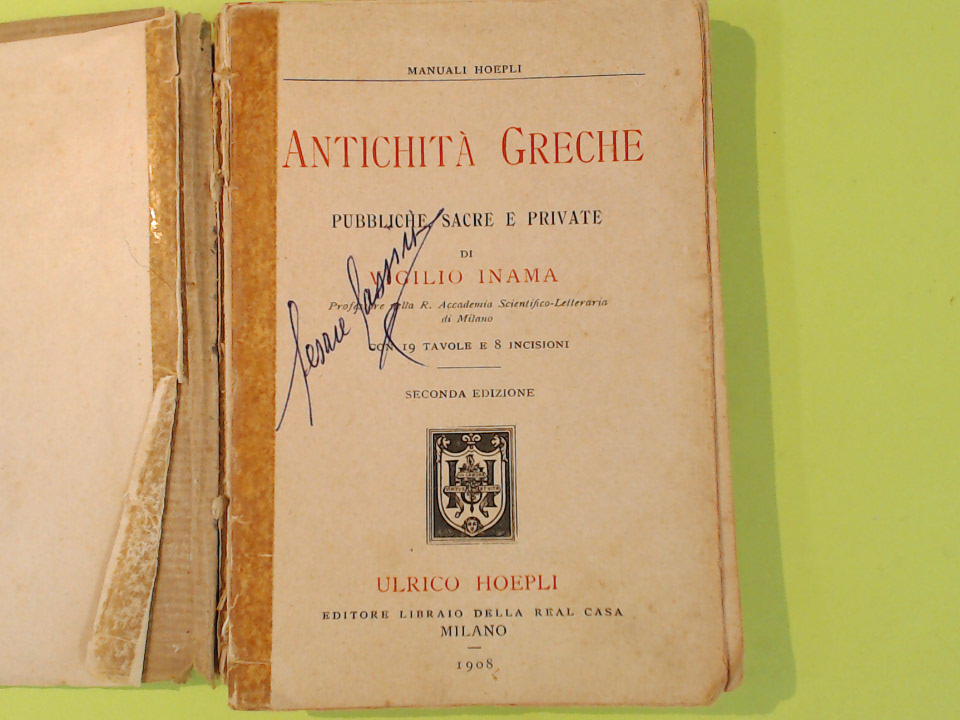 MANUALI HOEPLI
ANTICHITÀ GRECHE
PUBBLICHE SACRE E PRIVATE
DI
VIGILIO INAMA
Professore nella R. Accademia Scientifico-Letteraria
di Milano
CON 19 TAVOLE E 8 INCISIONI
SECONDA EDIZIONE
ULRICO HOEPLI
EDITORE LIBRAIO DELLA REAL CASA
MILANO
1908